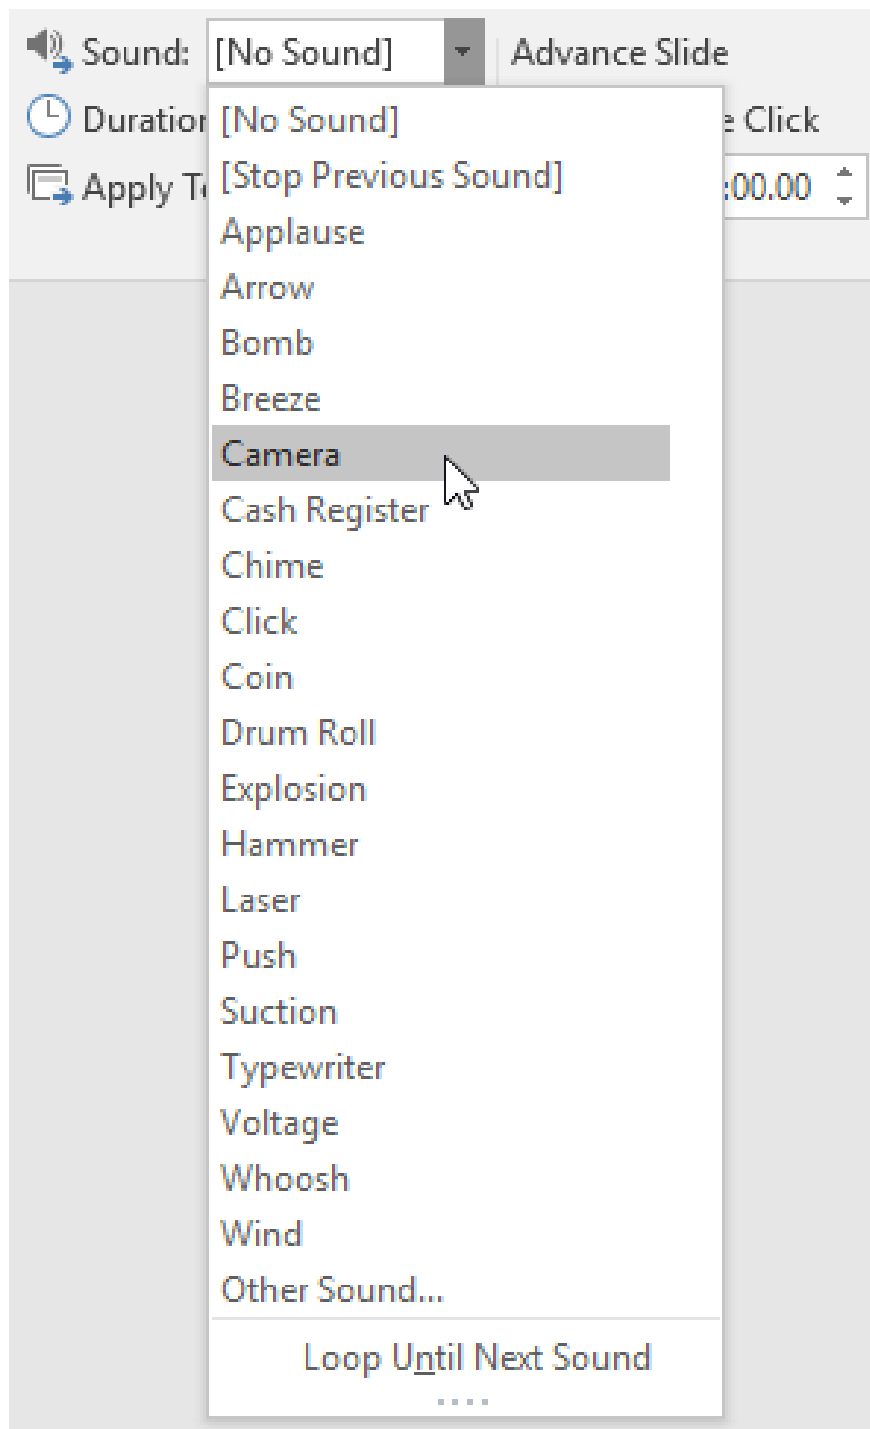 Sound: [No Sound] Advance Slide
Duration [No Sound] Click
Apply [Stop Previous Sound] :00.00
Applause
Arrow
Bomb
Breeze
Camera
Cash Register
Chime
Click
Coin
Drum Roll
Explosion
Hammer
Laser
Push
Suction
Typewriter
Voltage
Whoosh
Wind
Other Sound...
Loop Until Next Sound